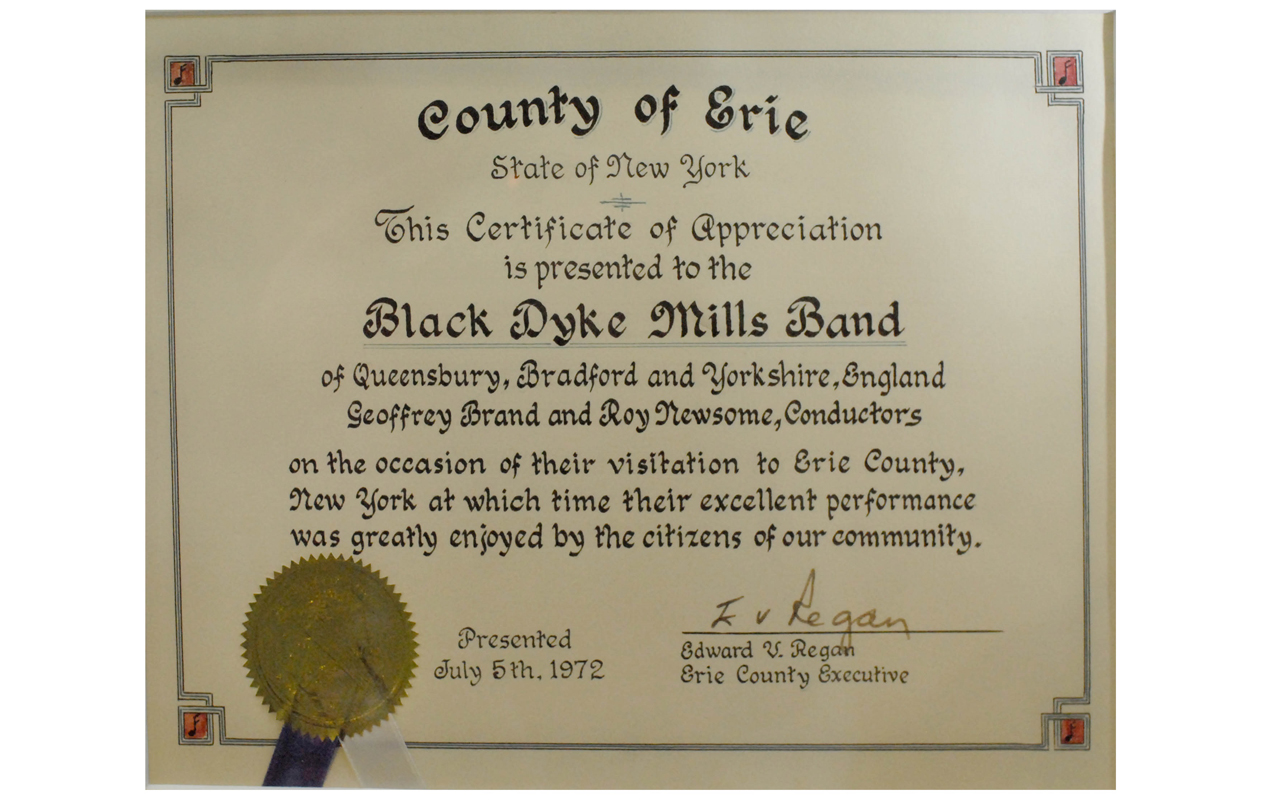 County of Erie
State of New York
This Certificate of Appreciation
is presented to the
Black Dyke Mills Band
of Queensbury, Bradford and Yorkshire, England
Geoffrey Brand and Roy Newsome, Conductors
on the occasion of their visitation to Erie County,
New York at which time their excellent performance
was greatly enjoyed by the citizens of our community.
Presented
July 5th, 1972
E V Regan
Edward V. Regan
Erie County Executive